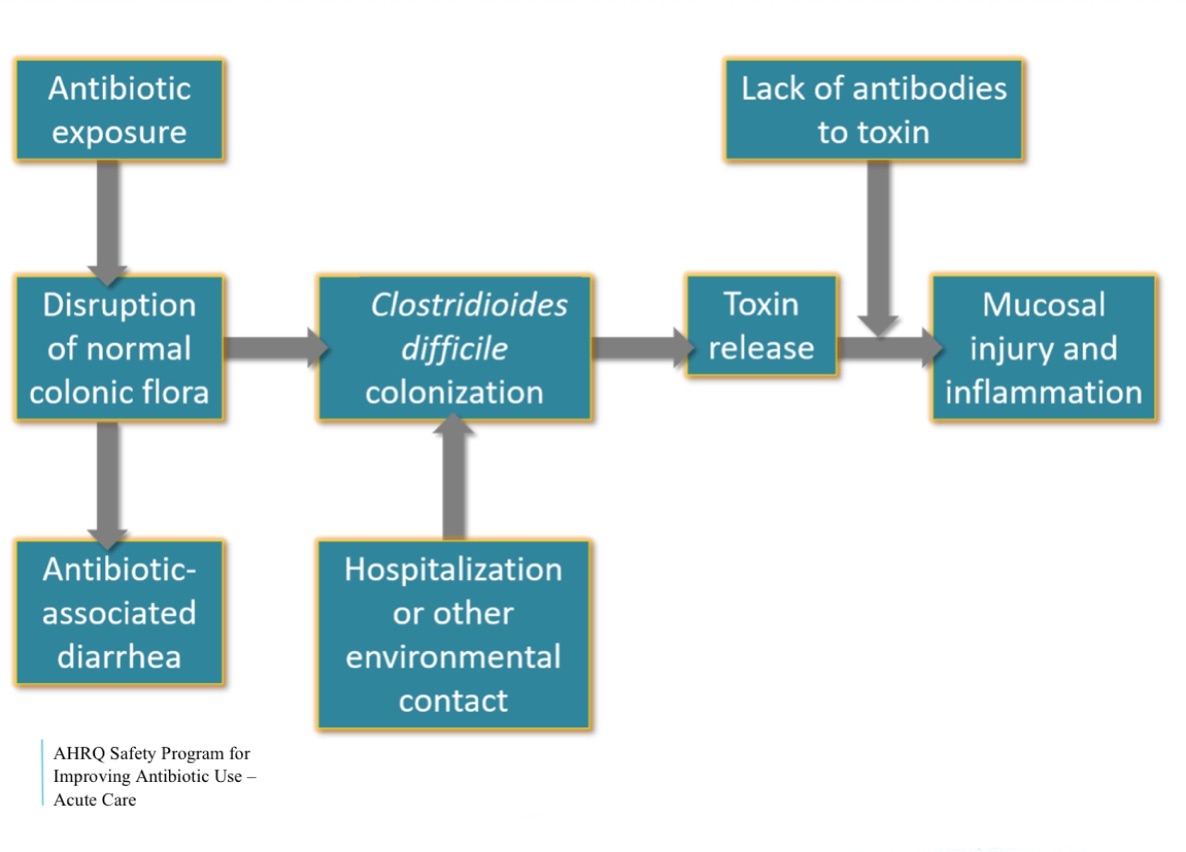 Antibiotic
exposure
Lack of antibodies
to toxin
Disruption
of normal
colonic flora
Clostridioides
difficile
colonization
Toxin
release
Mucosal
injury and
inflammation
Antibiotic-
associated
diarrhea
Hospitalization
or other
environmental
contact
AHRQ Safety Program for
Improving Antibiotic Use –
Acute Care